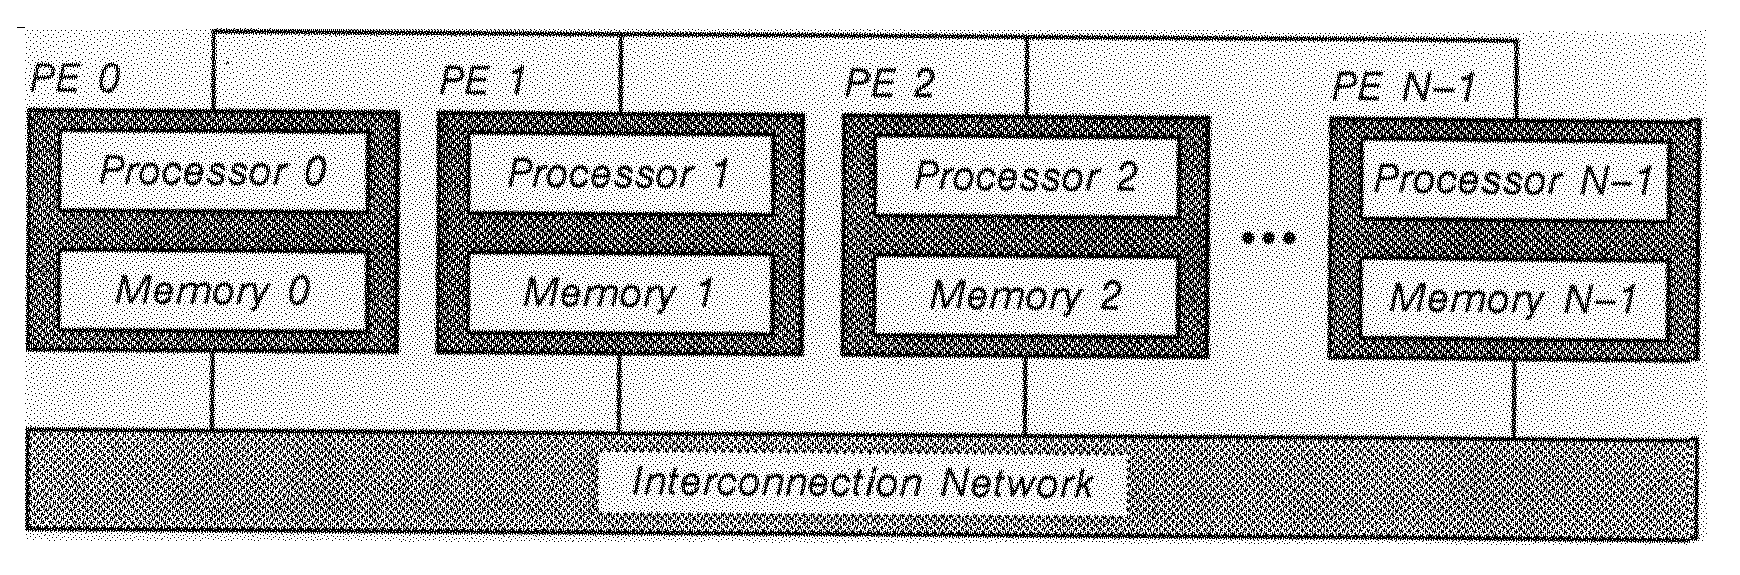 PE 0
PE 1
PE 2
PE N-1
Processor 0
Processor 1
Processor 2
Processor N-1
Memory 0
Memory 1
Memory 2
Memory N-1
Interconnection Network